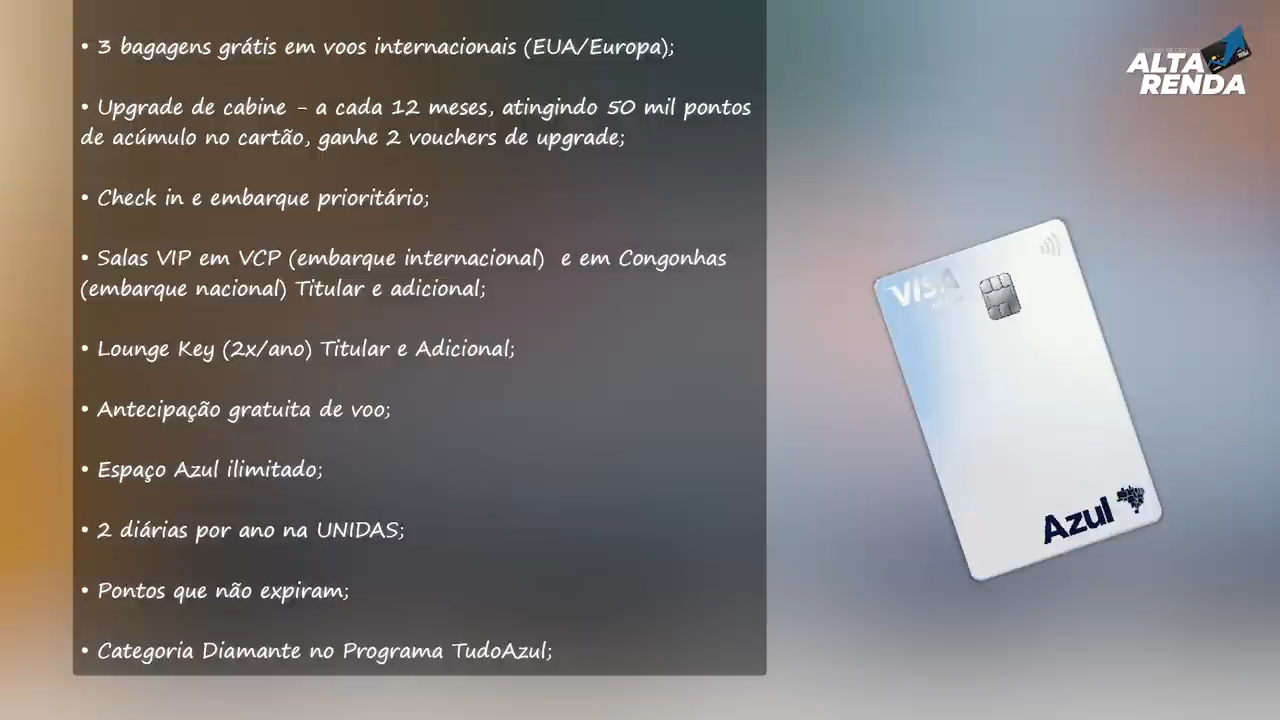 • 3 bagagens grátis em voos internacionais (EUA/Europa);
• Upgrade de cabine - a cada 12 meses, atingindo 50 mil pontos
de acúmulo no cartão, ganhe 2 vouchers de upgrade;
• Check in e embarque prioritário;
• Salas VIP em VCP (embarque internacional)  e em Congonhas
(embarque nacional) Titular e adicional;
• Lounge Key (2x/ano) Titular e Adicional;
• Antecipação gratuita de voo;
• Espaço Azul ilimitado;
• 2 diárias por ano na UNIDAS;
• Pontos que não expiram;
• Categoria Diamante no Programa TudoAzul;
ALTA
RENDA
VISA
Azul